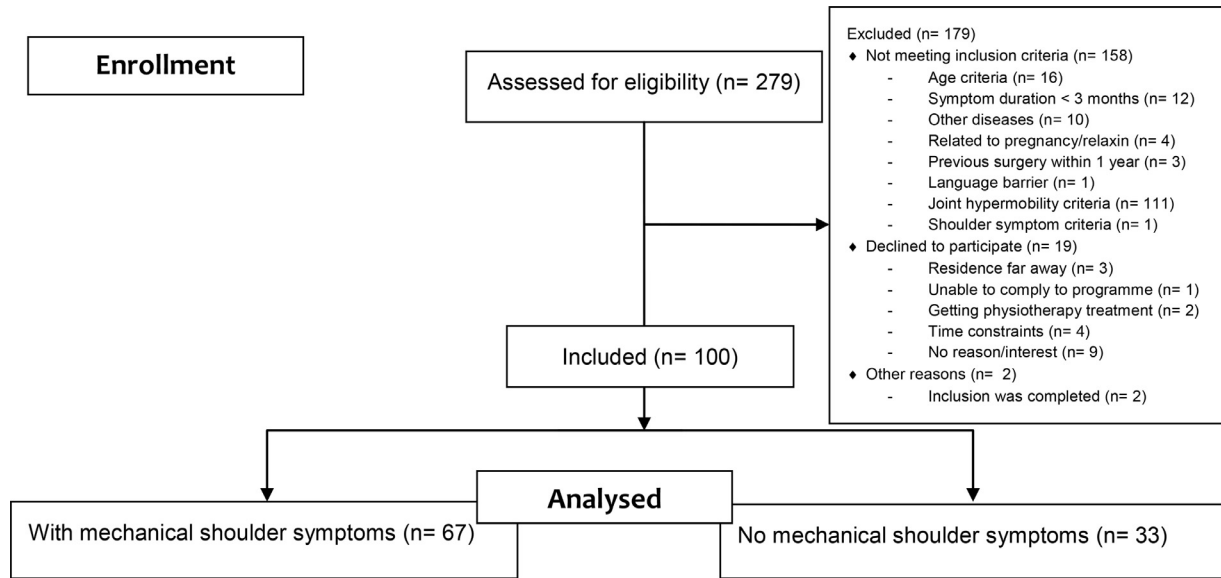 Enrollment
Assessed for eligibility (n= 279)
Excluded (n= 179)
♦ Not meeting inclusion criteria (n= 158)
- Age criteria (n= 16)
- Symptom duration < 3 months (n= 12)
- Other diseases (n= 10)
- Related to pregnancy/relaxin (n= 4)
- Previous surgery within 1 year (n= 3)
- Language barrier (n= 1)
- Joint hypermobility criteria (n= 111)
- Shoulder symptom criteria (n= 1)
♦ Declined to participate (n= 19)
- Residence far away (n= 3)
- Unable to comply to programme (n= 1)
- Getting physiotherapy treatment (n= 2)
- Time constraints (n= 4)
- No reason/interest (n= 9)
♦ Other reasons (n= 2)
- Inclusion was completed (n= 2)
Included (n= 100)
Analysed
With mechanical shoulder symptoms (n= 67)
No mechanical shoulder symptoms (n= 33)